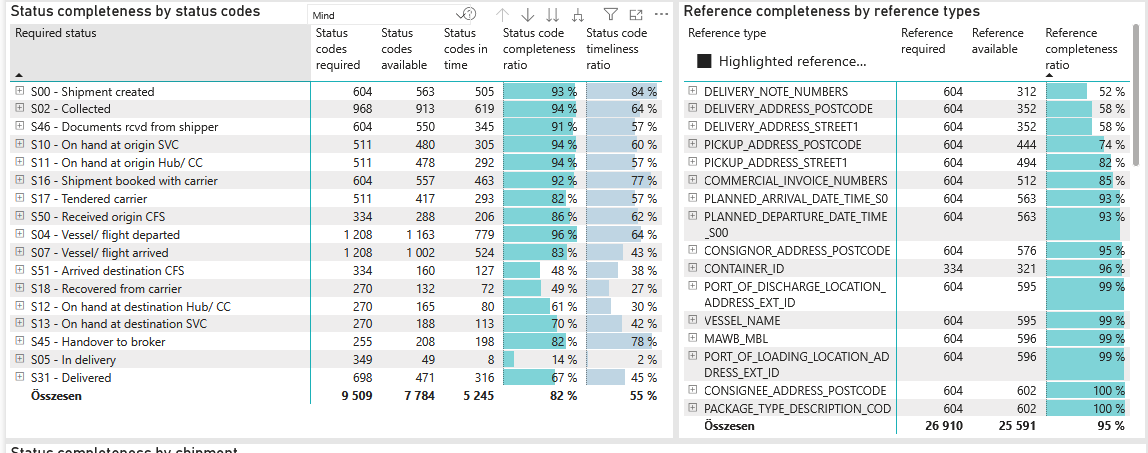 Status completeness by status codes
Mind
Required status
Status codes required
Status codes available
Status codes in time
Status code completeness ratio
Status code timeliness ratio
S00 - Shipment created 604 563 505 93 % 84 %
S02 - Collected 968 913 619 94 % 64 %
S46 - Documents rcvd from shipper 604 550 345 91 % 57 %
S10 - On hand at origin SVC 511 480 305 94 % 60 %
S11 - On hand at origin Hub/ CC 511 478 292 94 % 57 %
S16 - Shipment booked with carrier 604 557 463 92 % 77 %
S17 - Tendered carrier 511 417 293 82 % 57 %
S50 - Received origin CFS 334 288 206 86 % 62 %
S04 - Vessel/ flight departed 1 208 1 163 779 96 % 64 %
S07 - Vessel/ flight arrived 1 208 1 002 524 83 % 43 %
S51 - Arrived destination CFS 334 160 127 48 % 38 %
S18 - Recovered from carrier 270 132 72 49 % 27 %
S12 - On hand at destination Hub/ CC 270 165 80 61 % 30 %
S13 - On hand at destination SVC 270 188 113 70 % 42 %
S45 - Handover to broker 255 208 198 82 % 78 %
S05 - In delivery 349 49 8 14 % 2 %
S31 - Delivered 698 471 316 67 % 45 %
Összesen 9 509 7 784 5 245 82 % 55 %
Reference completeness by reference types
Reference type
Highlighted reference...
Reference required
Reference available
Reference completeness ratio
DELIVERY_NOTE_NUMBERS 604 312 52 %
DELIVERY_ADDRESS_POSTCODE 604 352 58 %
DELIVERY_ADDRESS_STREET1 604 352 58 %
PICKUP_ADDRESS_POSTCODE 604 444 74 %
PICKUP_ADDRESS_STREET1 604 494 82 %
COMMERCIAL_INVOICE_NUMBERS 604 512 85 %
PLANNED_ARRIVAL_DATE_TIME_S0 604 563 93 %
PLANNED_DEPARTURE_DATE_TIME 604 563 93 %
_S00
CONSIGNOR_ADDRESS_POSTCODE 604 576 95 %
CONTAINER_ID 334 321 96 %
PORT_OF_DISCHARGE_LOCATION_ 604 595 99 %
ADDRESS_EXT_ID
VESSEL_NAME 604 595 99 %
MAWB_MBL 604 596 99 %
PORT_OF_LOADING_LOCATION_AD 604 596 99 %
DRESS_EXT_ID
CONSIGNEE_ADDRESS_POSTCODE 604 602 100 %
PACKAGE_TYPE_DESCRIPTION_COD 604 602 100 %
Összesen 26 910 25 591 95 %
Status completeness by shipment